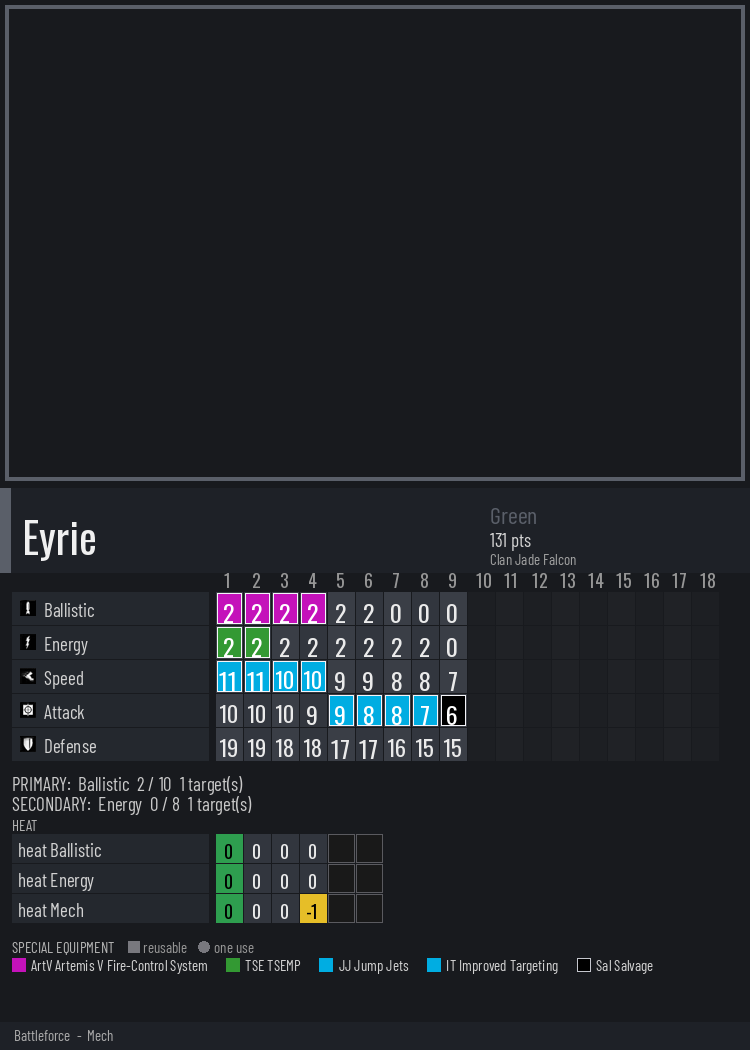 Eyrie
Green
131 pts
Clan Jade Falcon
1 2 3 4 5 6 7 8 9 10 11 12 13 14 15 16 17 18
Ballistic 2 2 2 2 2 2 0 0 0
Energy 2 2 2 2 2 2 2 2 0
Speed 11 11 10 10 9 9 8 8 7
Attack 10 10 10 9 9 8 8 7 6
Defense 19 19 18 18 17 17 16 15 15
PRIMARY: Ballistic 2 / 10 1 target(s)
SECONDARY: Energy 0 / 8 1 target(s)
HEAT
heat Ballistic 0 0 0 0
heat Energy 0 0 0 0
heat Mech 0 0 0 -1
SPECIAL EQUIPMENT reusable one use
ArtV Artemis V Fire-Control System TSE TSEMP JJ Jump Jets IT Improved Targeting Sal Salvage
Battleforce - Mech